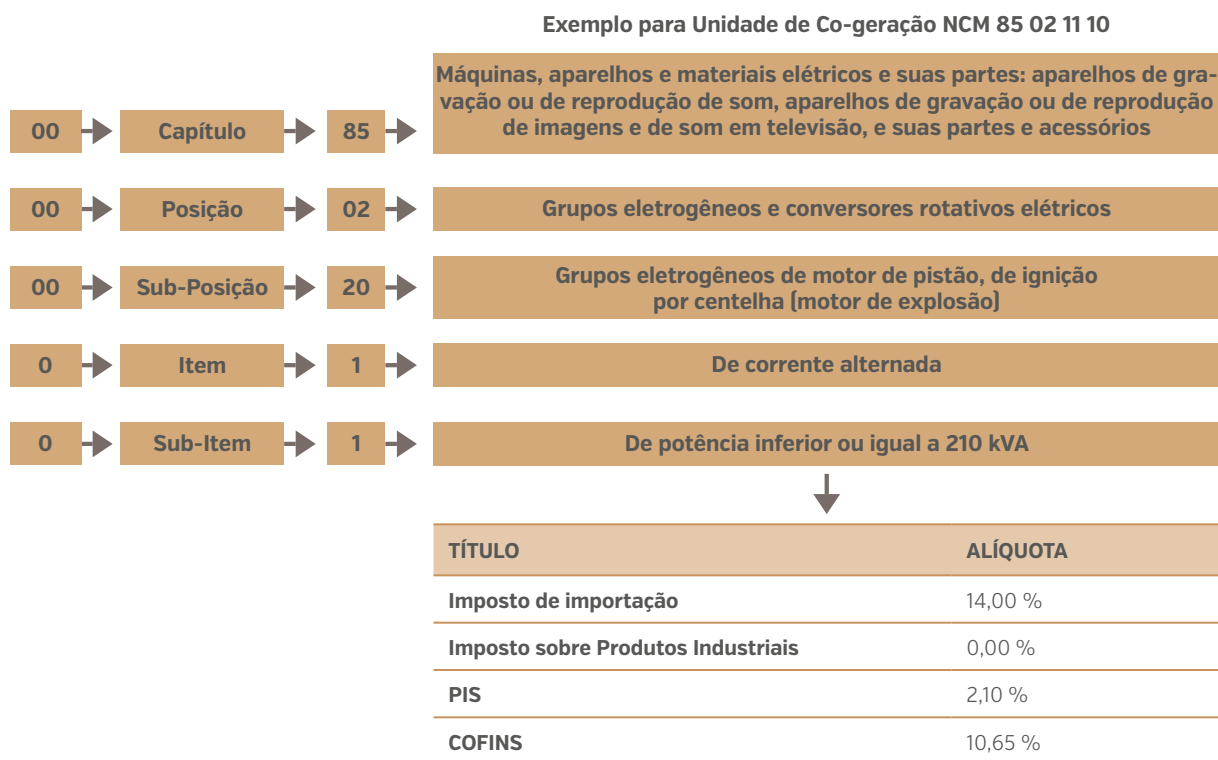 Exemplo para Unidade de Co-geração NCM 85 02 11 10
00 Capítulo 85
Máquinas, aparelhos e materiais elétricos e suas partes: aparelhos de gra-
vação ou de reprodução de som, aparelhos de gravação ou de reprodução
de imagens e de som em televisão, e suas partes e acessórios
00 Posição 02 Grupos eletrogêneos e conversores rotativos elétricos
00 Sub-Posição 20
Grupos eletrogêneos de motor de pistão, de ignição
por centelha (motor de explosão)
0 Item 1 De corrente alternada
0 Sub-Item 1 De potência inferior ou igual a 210 kVA
TÍTULO ALÍQUOTA
Imposto de importação 14,00 %
Imposto sobre Produtos Industriais 0,00 %
PIS 2,10 %
COFINS 10,65 %